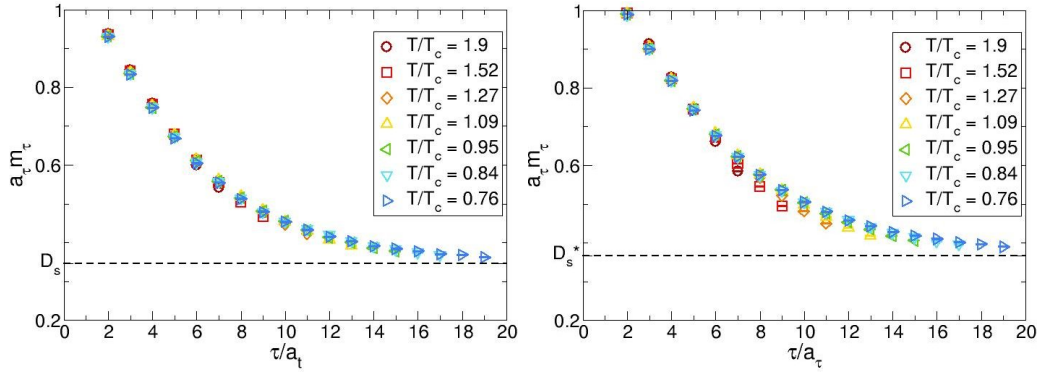 1
0.8
0.6
D_s
0.2
a_τ m_τ
0 2 4 6 8 10 12 14 16 18 20
τ/a_t
T/T_c = 1.9
T/T_c = 1.52
T/T_c = 1.27
T/T_c = 1.09
T/T_c = 0.95
T/T_c = 0.84
T/T_c = 0.76
1
0.8
0.6
D_s*
0.2
a_τ m_τ
0 2 4 6 8 10 12 14 16 18 20
τ/a_τ
T/T_c = 1.9
T/T_c = 1.52
T/T_c = 1.27
T/T_c = 1.09
T/T_c = 0.95
T/T_c = 0.84
T/T_c = 0.76